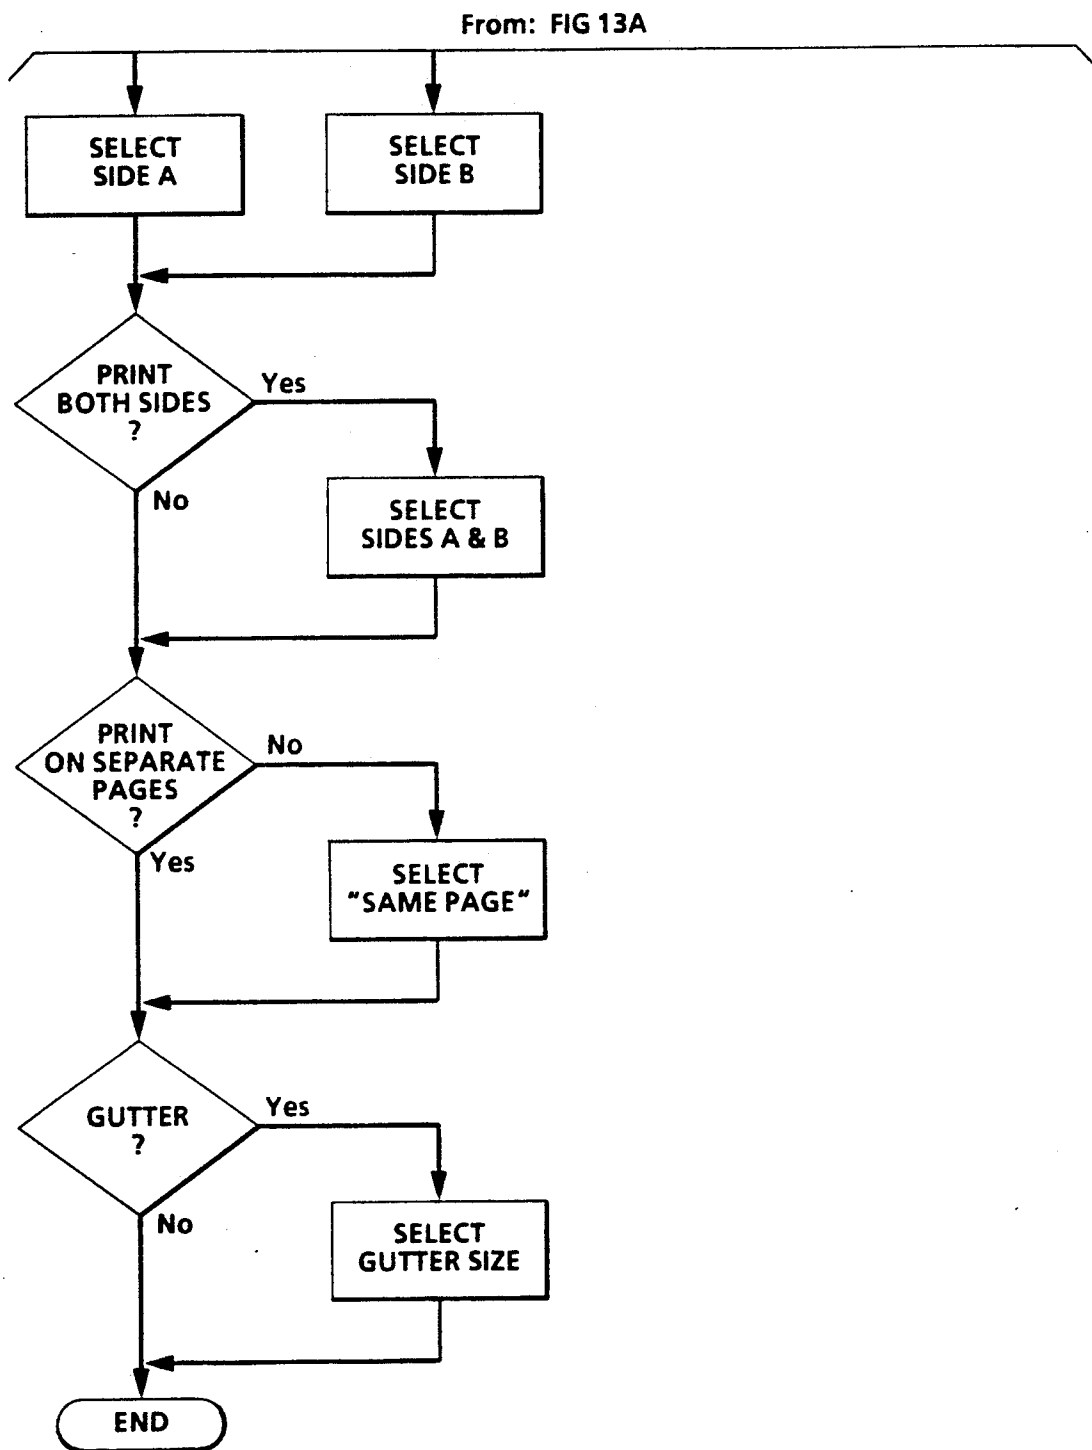 From: FIG 13A
SELECT
SIDE A
SELECT
SIDE B
PRINT
BOTH SIDES
?
Yes
No
SELECT
SIDES A & B
PRINT
ON SEPARATE
PAGES
?
No
Yes
SELECT
"SAME PAGE"
GUTTER
?
Yes
No
SELECT
GUTTER SIZE
END